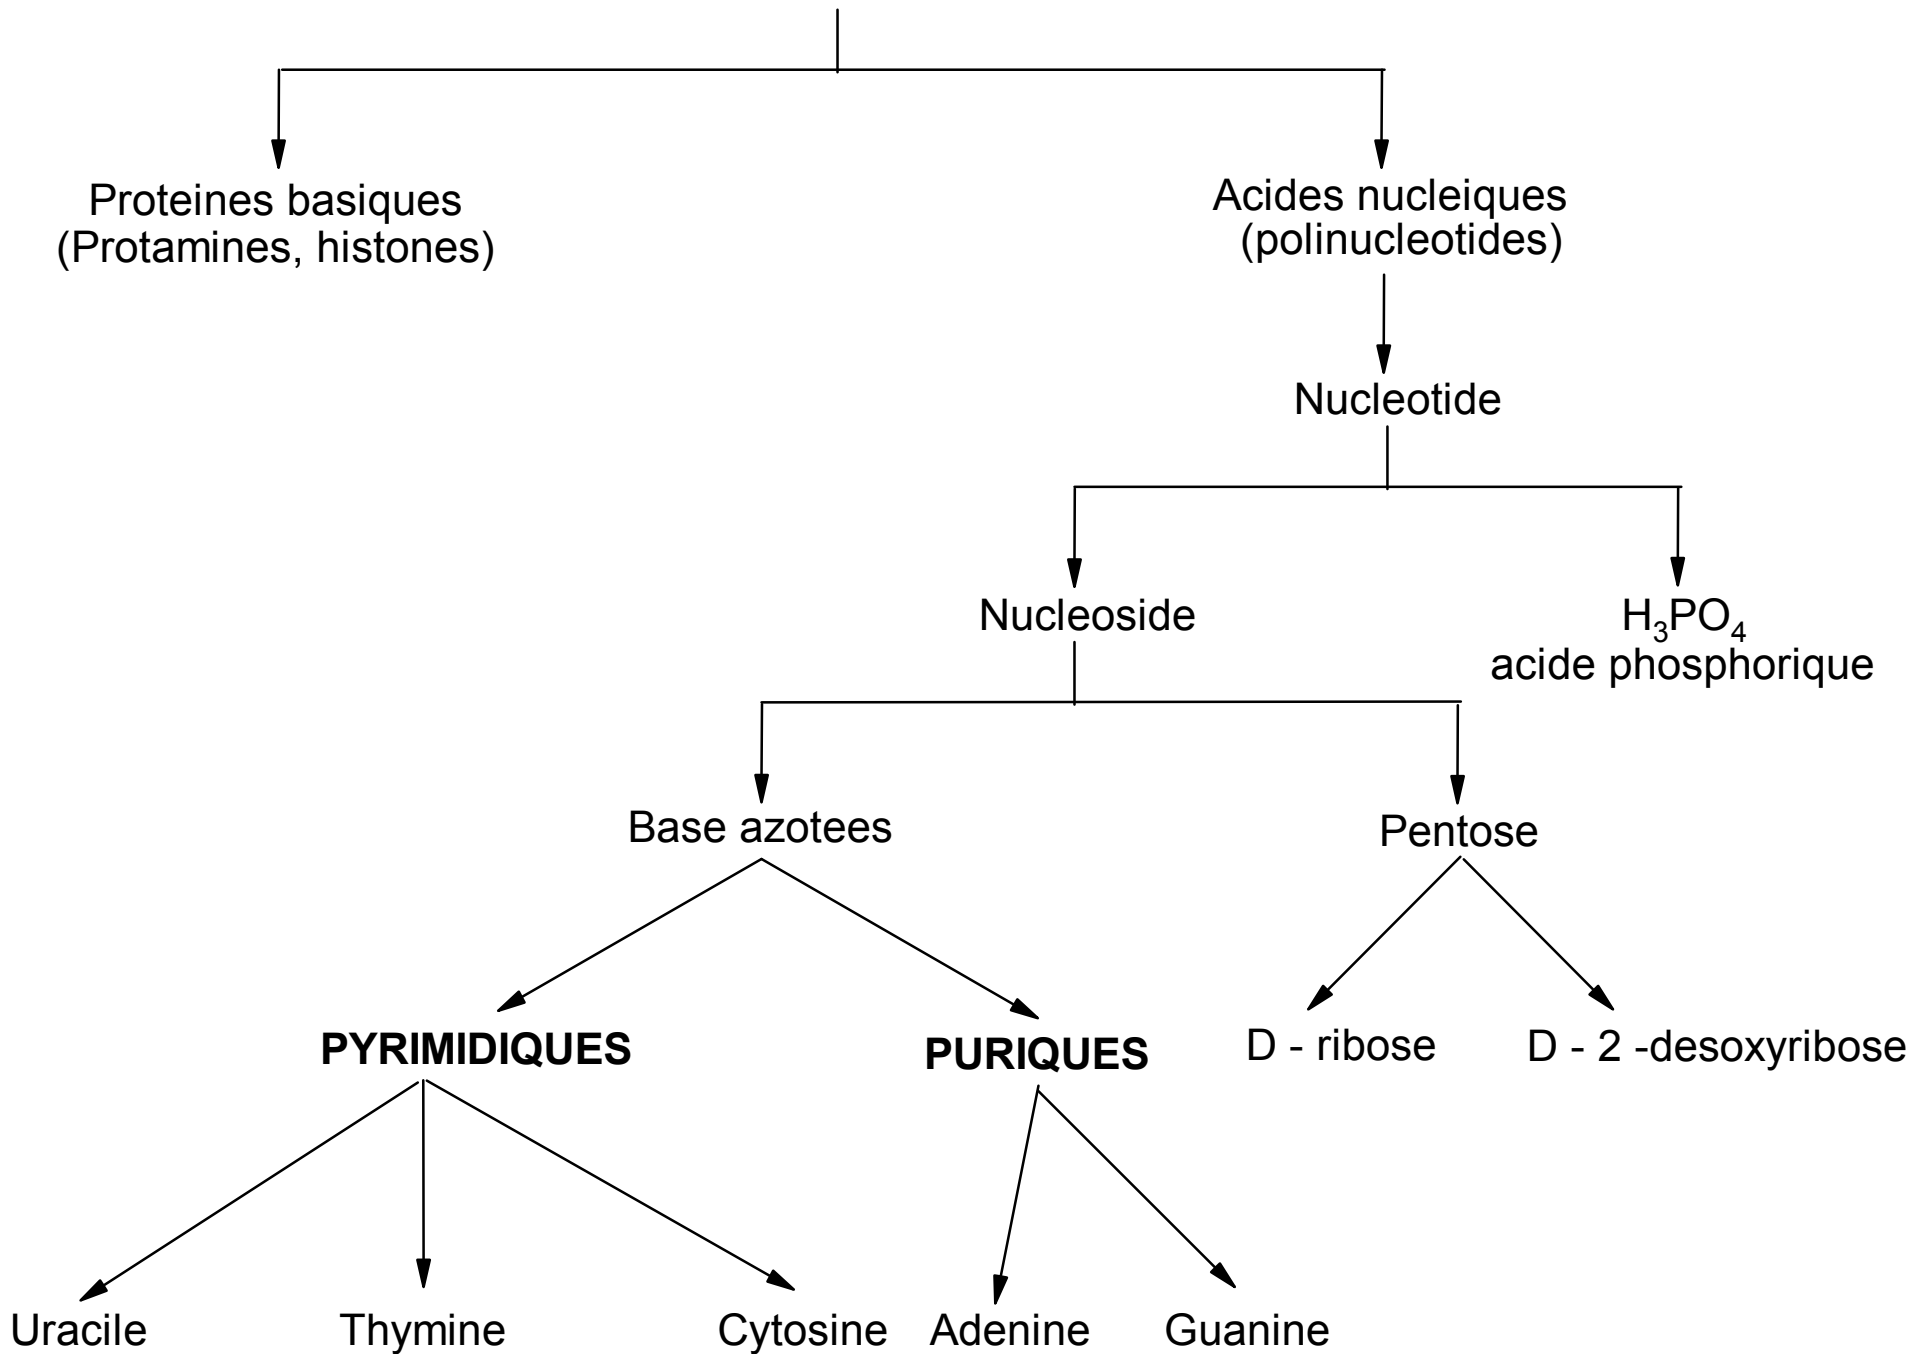 Proteines basiques
(Protamines, histones)
Acides nucleiques
(polinucleotides)
Nucleotide
Nucleoside
H₃PO₄
acide phosphorique
Base azotees
Pentose
PYRIMIDIQUES
PURIQUES
D - ribose
D - 2 -desoxyribose
Uracile
Thymine
Cytosine
Adenine
Guanine